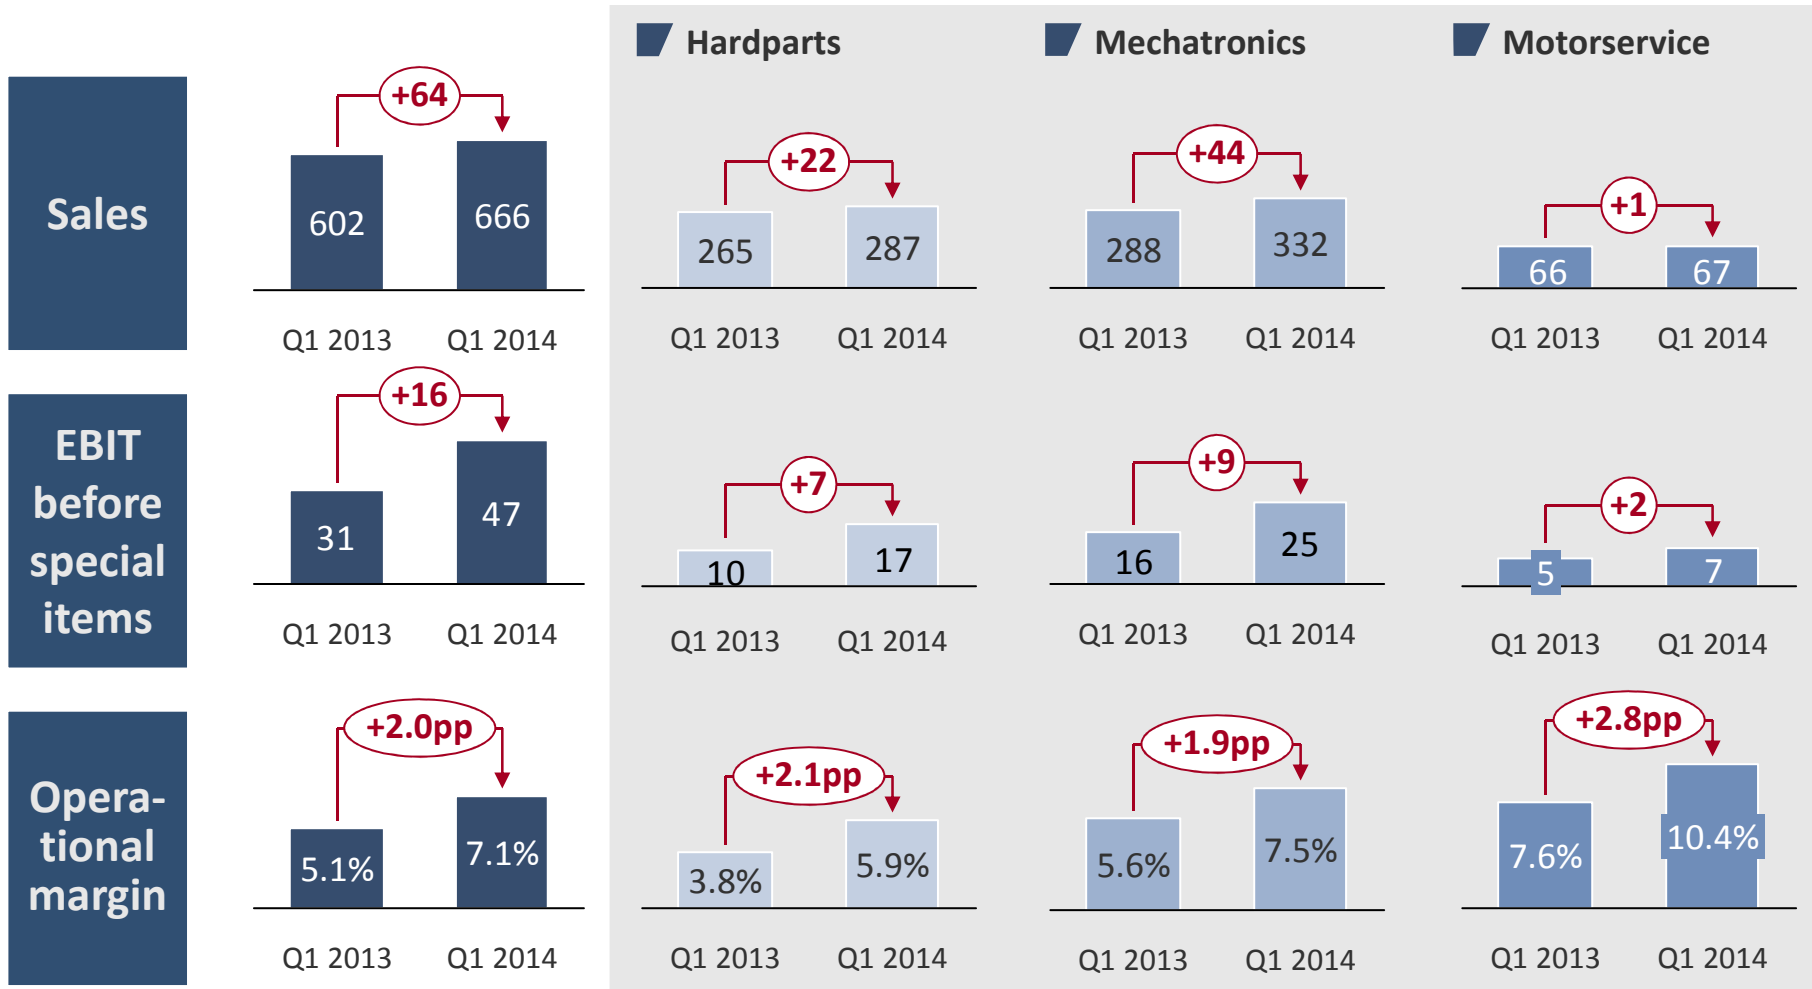 Hardparts
Mechatronics
Motorservice
Sales
+64
602
666
Q1 2013
Q1 2014
+22
265
287
Q1 2013
Q1 2014
+44
288
332
Q1 2013
Q1 2014
+1
66
67
Q1 2013
Q1 2014
EBIT
before
special
items
+16
31
47
Q1 2013
Q1 2014
+7
10
17
Q1 2013
Q1 2014
+9
16
25
Q1 2013
Q1 2014
+2
5
7
Q1 2013
Q1 2014
Opera-
tional
margin
+2.0pp
5.1%
7.1%
Q1 2013
Q1 2014
+2.1pp
3.8%
5.9%
Q1 2013
Q1 2014
+1.9pp
5.6%
7.5%
Q1 2013
Q1 2014
+2.8pp
7.6%
10.4%
Q1 2013
Q1 2014